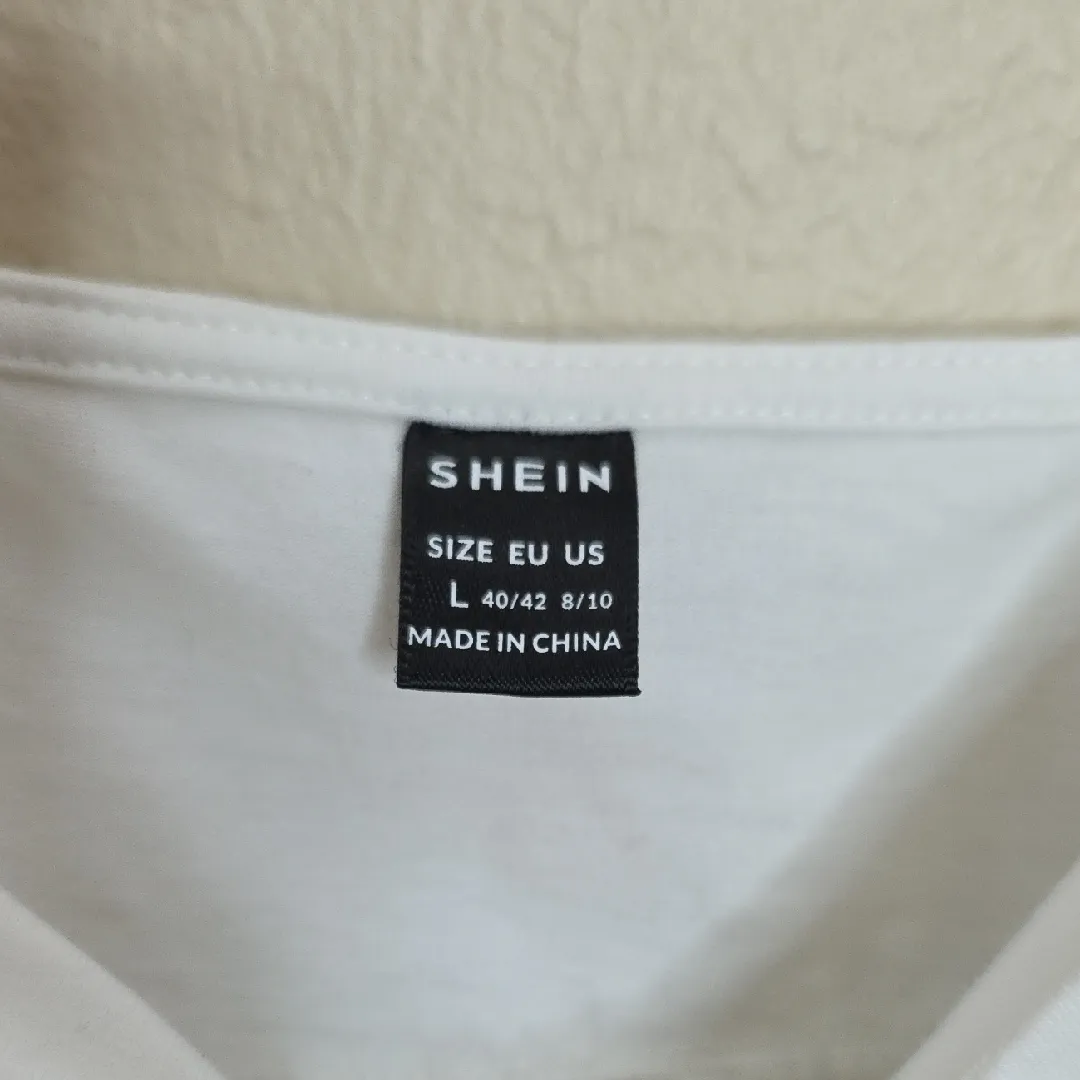 SHEIN
SIZE EU US
L 40/42 8/10
MADE IN CHINA